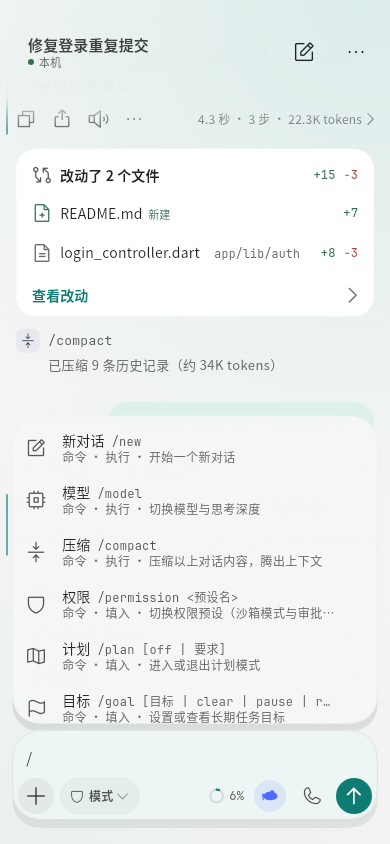 修复登录重复提交
本机
4.3 秒 · 3 步 · 22.3K tokens
改动了 2 个文件 +15 -3
README.md 新建 +7
login_controller.dart app/lib/auth +8 -3
查看改动
/compact
已压缩 9 条历史记录（约 34K tokens）
新对话 /new
命令 · 执行 · 开始一个新对话
模型 /model
命令 · 执行 · 切换模型与思考深度
压缩 /compact
命令 · 执行 · 压缩以上对话内容，腾出上下文
权限 /permission <预设名>
命令 · 填入 · 切换权限预设（沙箱模式与审批…
计划 /plan [off | 要求]
命令 · 填入 · 进入或退出计划模式
目标 /goal [目标 | clear | pause | r…
命令 · 填入 · 设置或查看长期任务目标
/
模式 6%